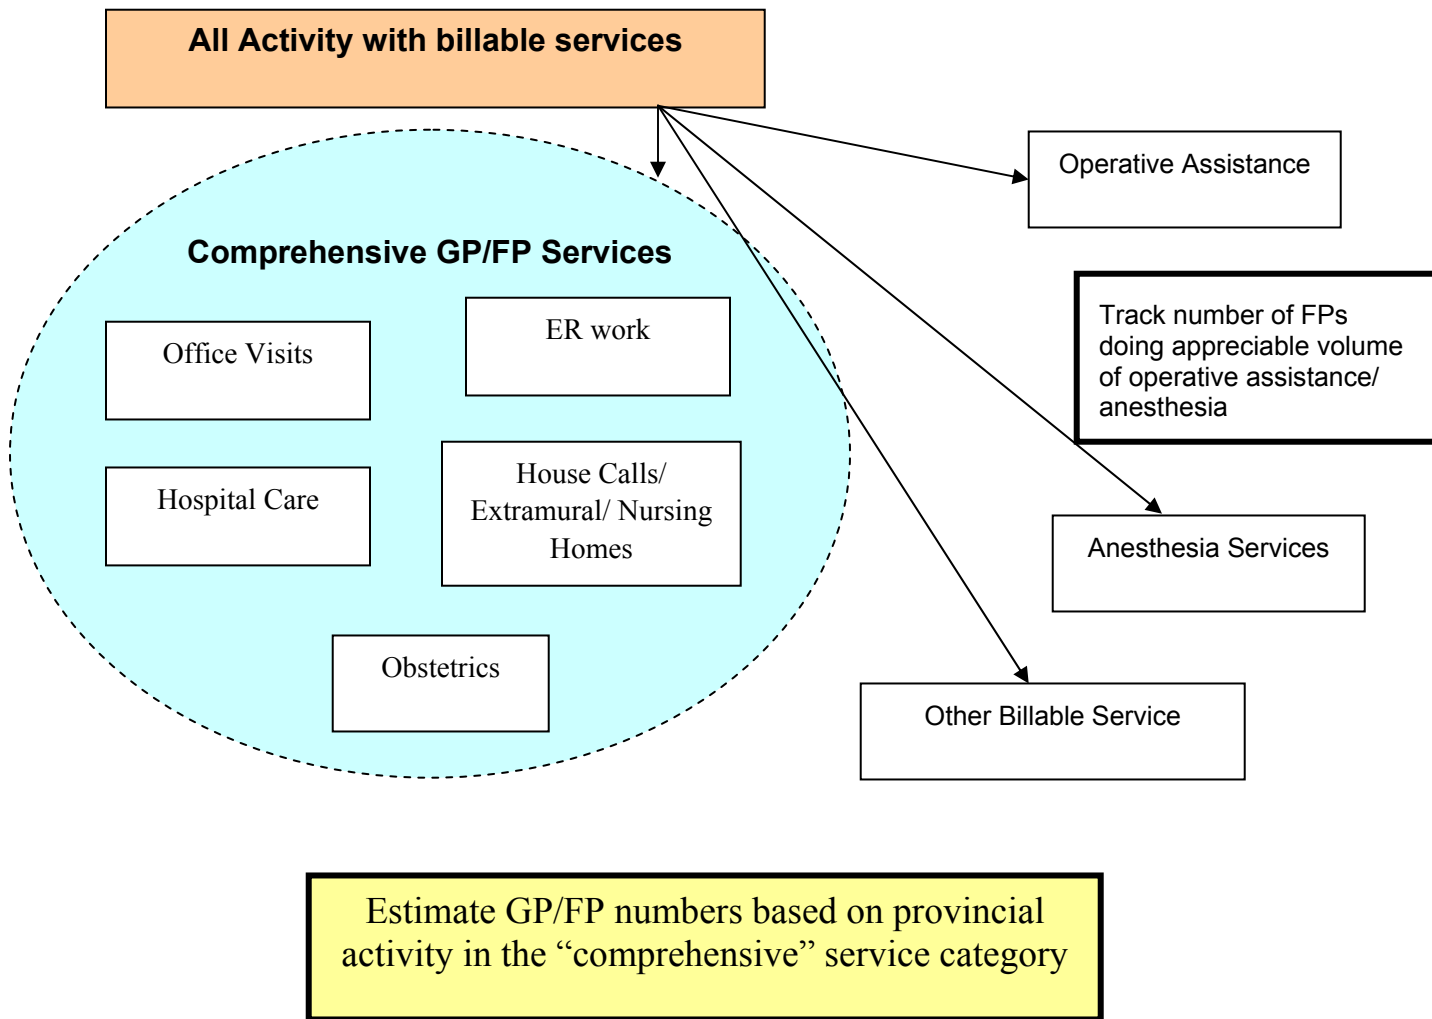 All Activity with billable services
Operative Assistance
Comprehensive GP/FP Services
Track number of FPs
doing appreciable volume
of operative assistance/
anesthesia
ER work
Office Visits
House Calls/
Extramural/ Nursing
Homes
Hospital Care
Anesthesia Services
Obstetrics
Other Billable Service
Estimate GP/FP numbers based on provincial
activity in the “comprehensive” service category